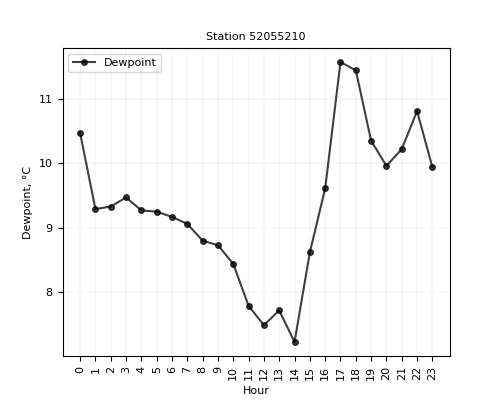 Station 52055210
Dewpoint
Dewpoint, °C
11
10
9
8
0 1 2 3 4 5 6 7 8 9 10 11 12 13 14 15 16 17 18 19 20 21 22 23
Hour